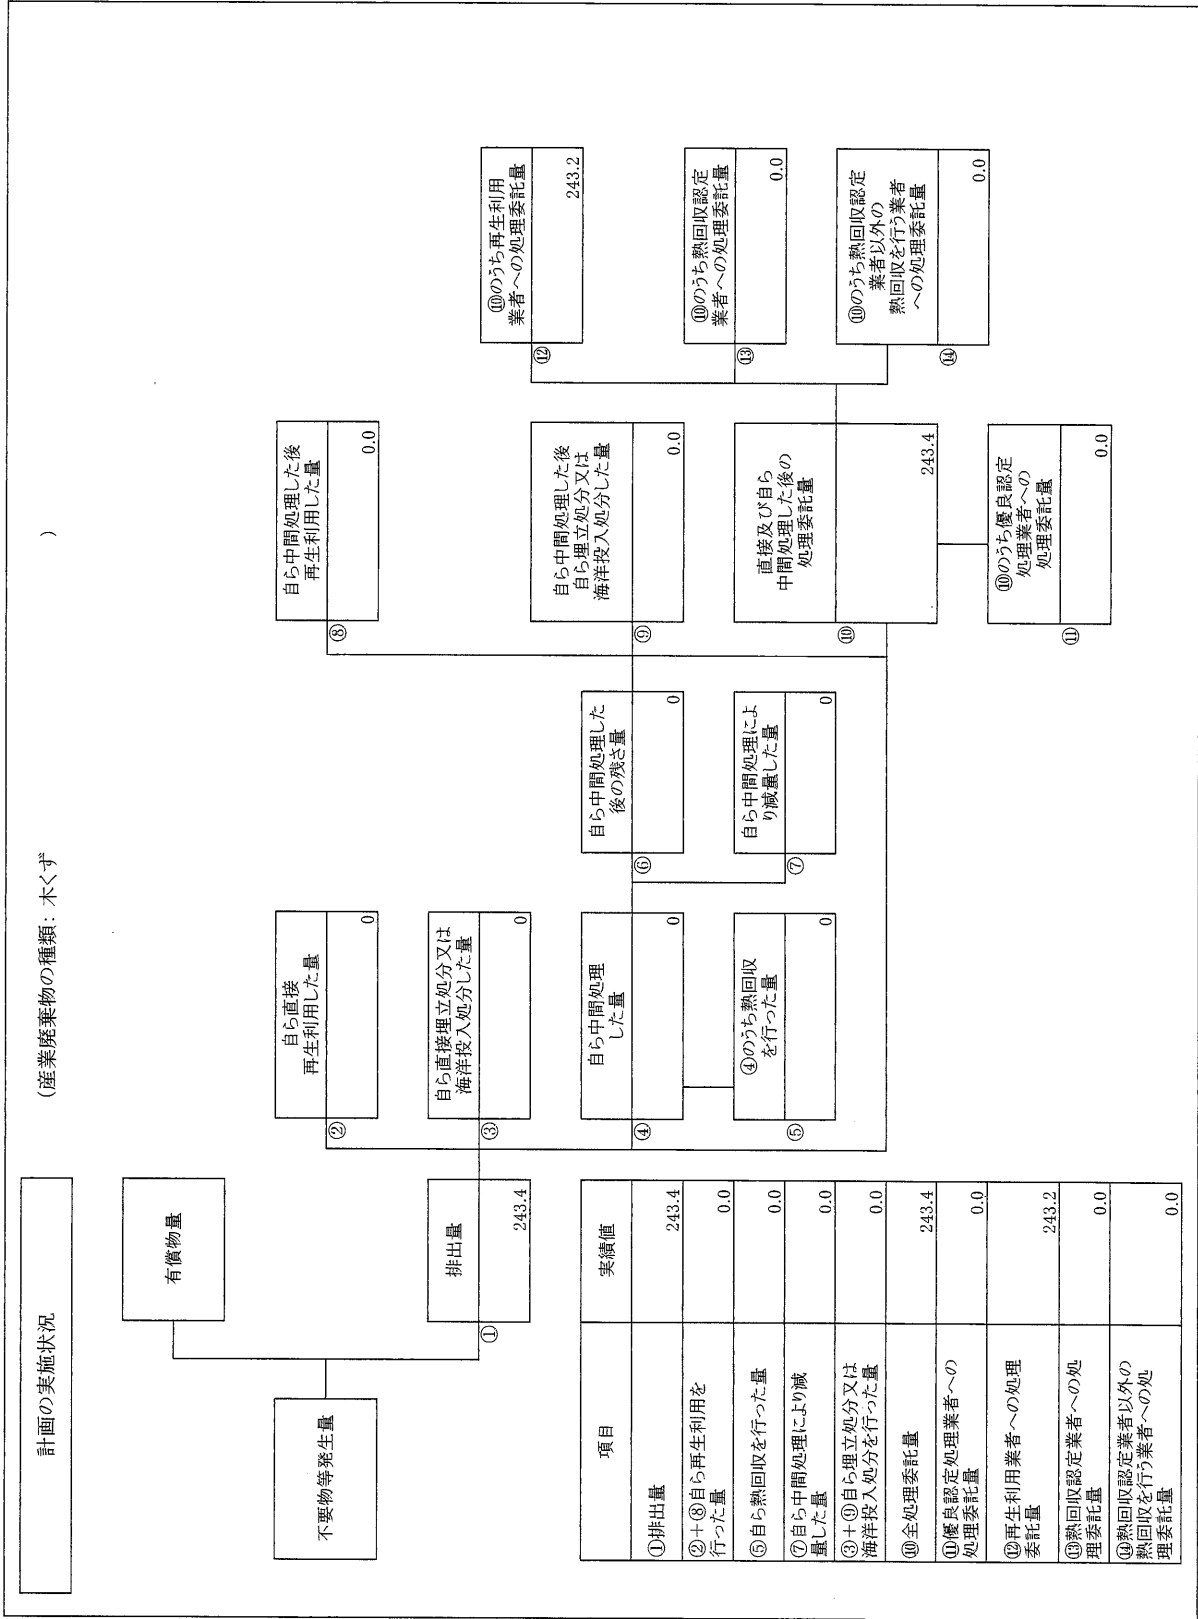 計画の実施状況
(産業廃棄物の種類: 木くず )
不要物等発生量
有償物量
①
排出量
243.4
②
自ら直接
再生利用した量
0
③
自ら直接埋立処分又は
海洋投入処分した量
0
④
自ら中間処理
した量
0
⑤
④のうち熱回収
を行った量
0
⑥
自ら中間処理した
後の残さ量
0
⑦
自ら中間処理によ
り減量した量
0
⑧
自ら中間処理した後
再生利用した量
0.0
⑨
自ら中間処理した後
自ら埋立処分又は
海洋投入処分した量
0.0
⑩
直接及び自ら
中間処理した後の
処理委託量
243.4
⑪
⑩のうち優良認定
処理業者への
処理委託量
0.0
⑫
⑩のうち再生利用
業者への処理委託量
243.2
⑬
⑩のうち熱回収認定
業者への処理委託量
0.0
⑭
⑩のうち熱回収認定
業者以外の
熱回収を行う業者
への処理委託量
0.0
項目 実績値
①排出量 243.4
②+⑧自ら再生利用を
行った量 0.0
⑤自ら熱回収を行った量 0.0
⑦自ら中間処理により減
量した量 0.0
③+⑨自ら埋立処分又は
海洋投入処分を行った量 0.0
⑩全処理委託量 243.4
⑪優良認定処理業者への
処理委託量 0.0
⑫再生利用業者への処理
委託量 243.2
⑬熱回収認定業者への処
理委託量 0.0
⑭熱回収認定業者以外の
熱回収を行う業者への処
理委託量 0.0